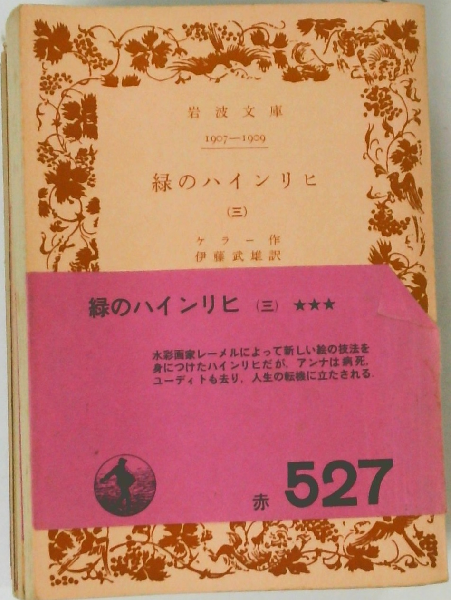 岩波文庫
1907—1909
緑のハインリヒ
(三)
ケラー作
伊藤武雄訳
緑のハインリヒ (三) ★★★
水彩画家レーメルによって新しい絵の技法を
身につけたハインリヒだが、アンナは病死、
ユーディトも去り、人生の転機に立たされる.
赤 527